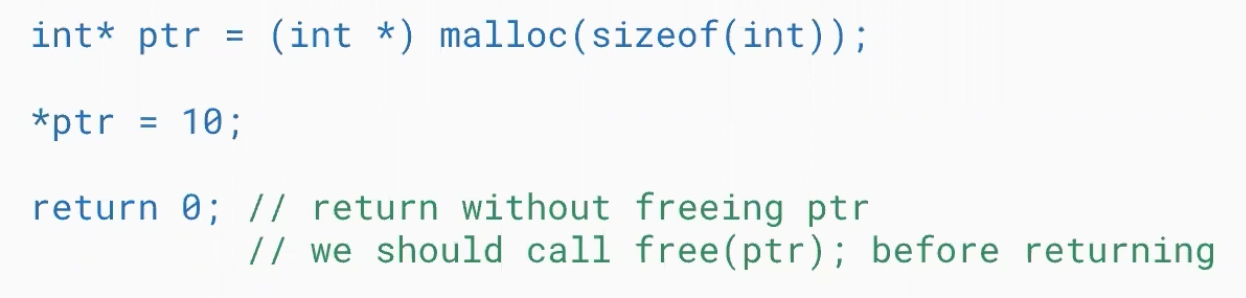 int* ptr = (int *) malloc(sizeof(int));
*ptr = 10;
return 0; // return without freeing ptr
// we should call free(ptr); before returning